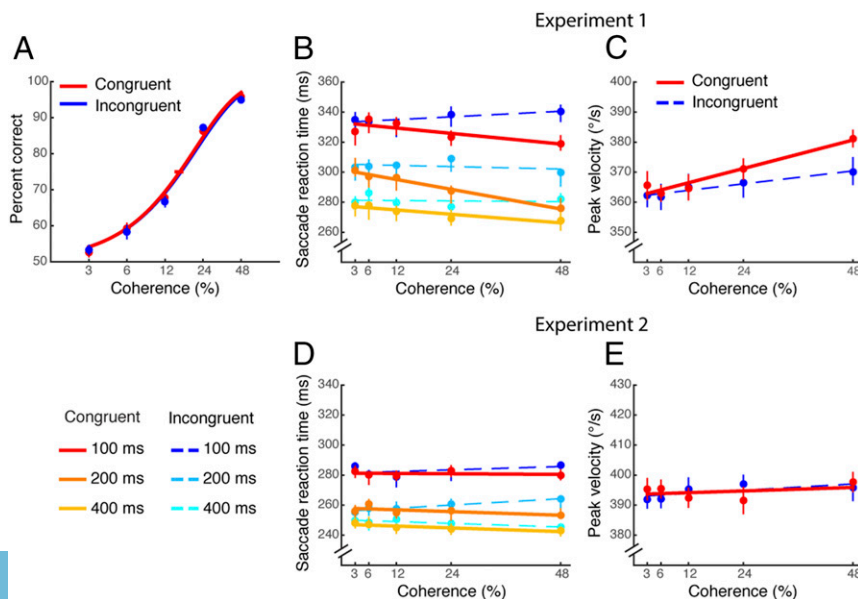 Experiment 1
A
Percent correct
100
90
80
70
60
50
Congruent
Incongruent
3 6 12 24 48
Coherence (%)
B
Saccade reaction time (ms)
360
340
320
300
280
260
3 6 12 24 48
Coherence (%)
C
Peak velocity (°/s)
400
390
380
370
360
350
Congruent
Incongruent
3 6 12 24 48
Coherence (%)
Experiment 2
Congruent Incongruent
100 ms 100 ms
200 ms 200 ms
400 ms 400 ms
D
Saccade reaction time (ms)
340
320
300
280
260
240
3 6 12 24 48
Coherence (%)
E
Peak velocity (°/s)
430
420
410
400
390
380
3 6 12 24 48
Coherence (%)